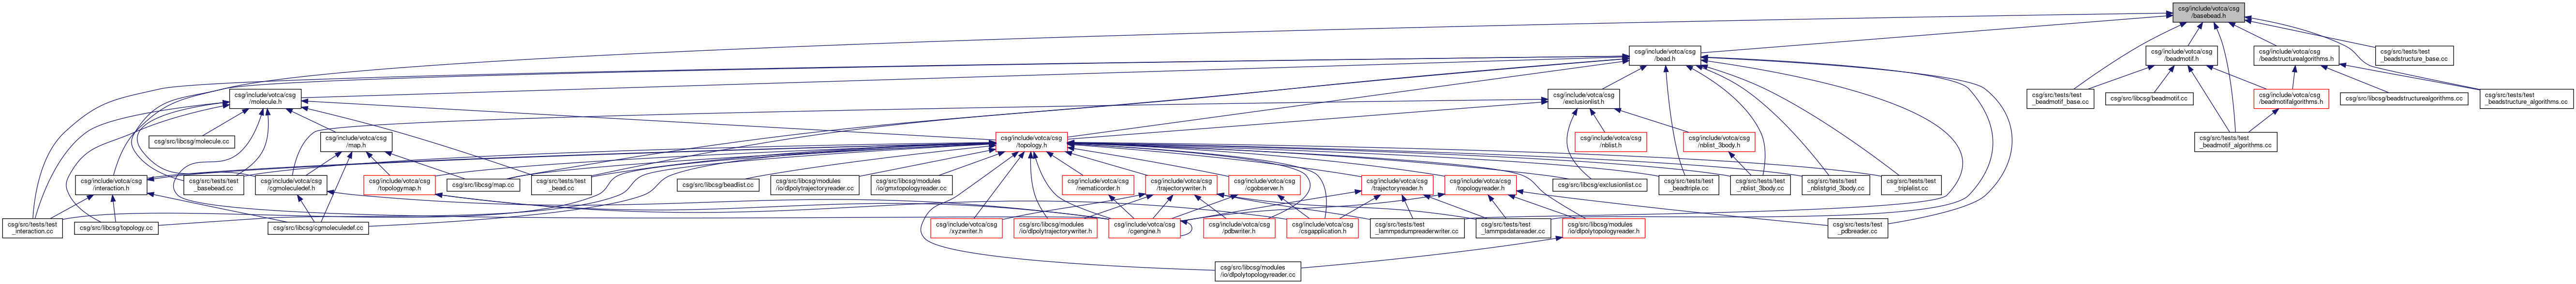 csg/include/votca/csg
/basebead.h
csg/include/votca/csg
/bead.h
csg/include/votca/csg
/beadmotif.h
csg/include/votca/csg
/beadstructurealgorithms.h
csg/src/tests/test
_beadstructure_base.cc
csg/include/votca/csg
/molecule.h
csg/include/votca/csg
/exclusionlist.h
csg/src/tests/test
_beadmotif_base.cc
csg/src/libcsg/beadmotif.cc
csg/include/votca/csg
/beadmotifalgorithms.h
csg/src/libcsg/beadstructurealgorithms.cc
csg/src/tests/test
_beadstructure_algorithms.cc
csg/src/libcsg/molecule.cc
csg/include/votca/csg
/map.h
csg/include/votca/csg
/topology.h
csg/include/votca/csg
/nblist.h
csg/include/votca/csg
/nblist_3body.h
csg/src/tests/test
_beadmotif_algorithms.cc
csg/include/votca/csg
/interaction.h
csg/src/tests/test
_basebead.cc
csg/include/votca/csg
/cgmoleculedef.h
csg/include/votca/csg
/topologymap.h
csg/src/libcsg/map.cc
csg/src/tests/test
_bead.cc
csg/src/libcsg/beadlist.cc
csg/src/libcsg/modules
/io/dlpolytrajectoryreader.cc
csg/src/libcsg/modules
/io/gmxtopologyreader.cc
csg/include/votca/csg
/nematicorder.h
csg/include/votca/csg
/trajectorywriter.h
csg/include/votca/csg
/cgobserver.h
csg/include/votca/csg
/trajectoryreader.h
csg/include/votca/csg
/topologyreader.h
csg/src/libcsg/exclusionlist.cc
csg/src/tests/test
_beadtriple.cc
csg/src/tests/test
_nblist_3body.cc
csg/src/tests/test
_nblistgrid_3body.cc
csg/src/tests/test
_triplelist.cc
csg/src/tests/test
_interaction.cc
csg/src/libcsg/topology.cc
csg/src/libcsg/cgmoleculedef.cc
csg/include/votca/csg
/xyzwriter.h
csg/src/libcsg/modules
/io/dlpolytrajectorywriter.h
csg/include/votca/csg
/cgengine.h
csg/include/votca/csg
/pdbwriter.h
csg/include/votca/csg
/csgapplication.h
csg/src/tests/test
_lammpsdumpreaderwriter.cc
csg/src/tests/test
_lammpsdatareader.cc
csg/src/libcsg/modules
/io/dlpolytopologyreader.h
csg/src/tests/test
_pdbreader.cc
csg/src/libcsg/modules
/io/dlpolytopologyreader.cc